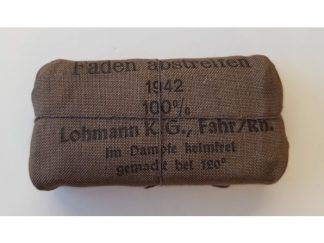 Faden abstreifen
1942
100%
Lohmann K.G., Fahr/Rh.
im Dampfe keimfrei
gemacht bei 120°